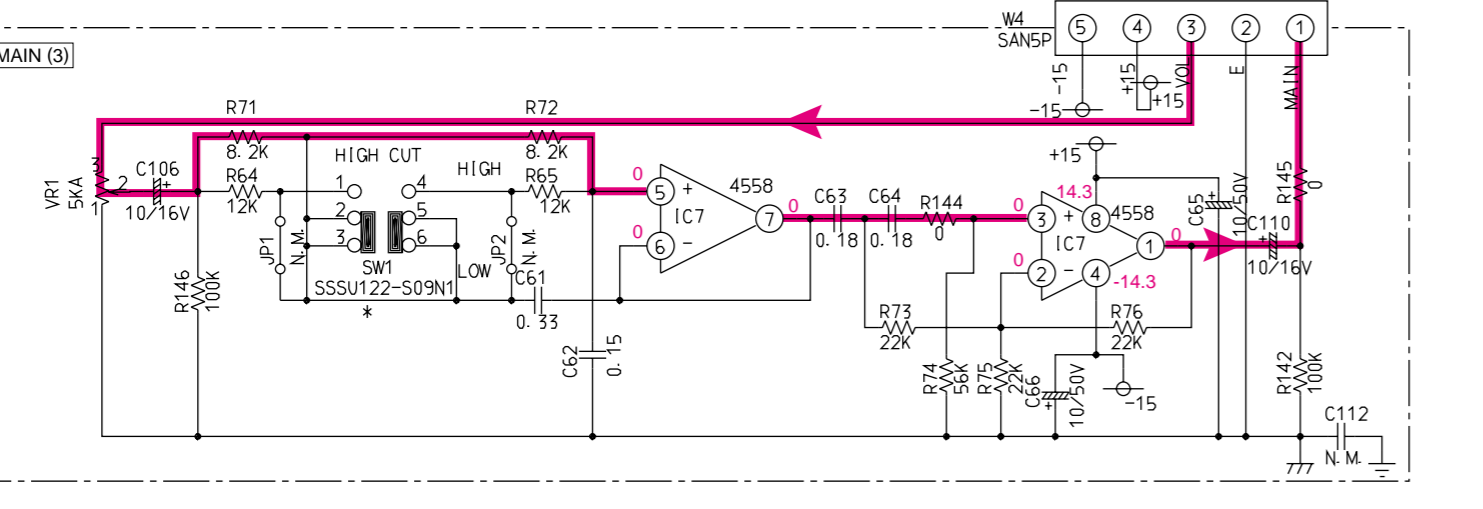 MAIN (3)
W4
SAN5P
5
4
3
2
1
-15
+15
VOL
E
MAIN
-15
+15
R71
8.2K
R72
8.2K
HIGH CUT
HIGH
LOW
VR1
5KA
3
2
1
C106
+
10/16V
R64
12K
R65
12K
1
4
2
5
3
6
JP1
N.M.
JP2
N.M.
SW1
SSSU122-S09N1
*
R146
100K
C61
0.33
C62
0.15
0
5
+
0
6
-
IC7
4558
7
0
C63
0.18
C64
0.18
R144
0
0
3
+
0
2
-
IC7
4558
14.3
8
4
-14.3
1
0
+15
-15
R73
22K
R76
22K
R74
56K
R75
22K
C66
+
10/50V
C65
+
10/50V
R145
0
C110
+
10/16V
R142
100K
C112
N.M.